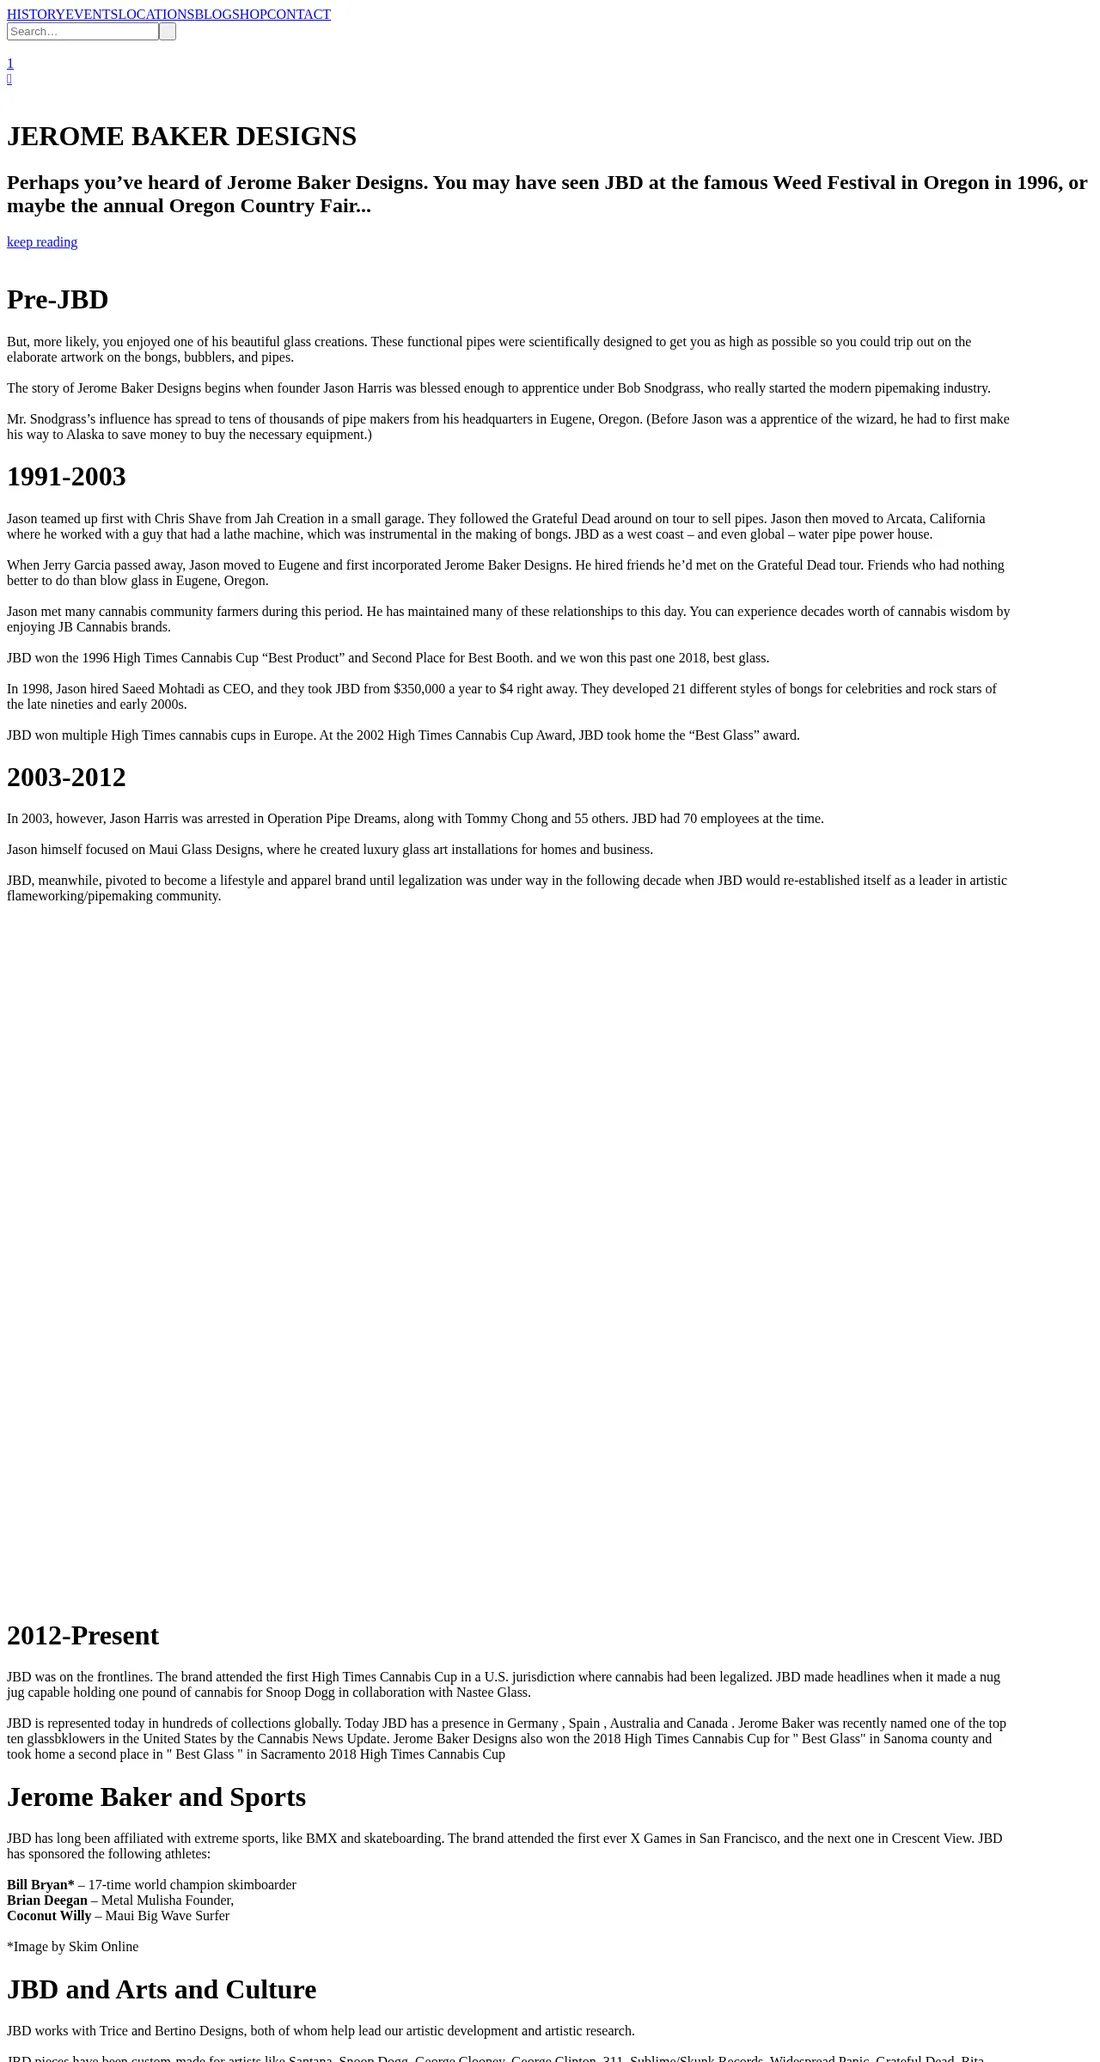 HISTORYEVENTSLOCATIONSBLOGSHOPCONTACT
Search…
1
JEROME BAKER DESIGNS
Perhaps you’ve heard of Jerome Baker Designs. You may have seen JBD at the famous Weed Festival in Oregon in 1996, or
maybe the annual Oregon Country Fair...
keep reading
Pre-JBD
But, more likely, you enjoyed one of his beautiful glass creations. These functional pipes were scientifically designed to get you as high as possible so you could trip out on the
elaborate artwork on the bongs, bubblers, and pipes.
The story of Jerome Baker Designs begins when founder Jason Harris was blessed enough to apprentice under Bob Snodgrass, who really started the modern pipemaking industry.
Mr. Snodgrass’s influence has spread to tens of thousands of pipe makers from his headquarters in Eugene, Oregon. (Before Jason was a apprentice of the wizard, he had to first make
his way to Alaska to save money to buy the necessary equipment.)
1991-2003
Jason teamed up first with Chris Shave from Jah Creation in a small garage. They followed the Grateful Dead around on tour to sell pipes. Jason then moved to Arcata, California
where he worked with a guy that had a lathe machine, which was instrumental in the making of bongs. JBD as a west coast – and even global – water pipe power house.
When Jerry Garcia passed away, Jason moved to Eugene and first incorporated Jerome Baker Designs. He hired friends he’d met on the Grateful Dead tour. Friends who had nothing
better to do than blow glass in Eugene, Oregon.
Jason met many cannabis community farmers during this period. He has maintained many of these relationships to this day. You can experience decades worth of cannabis wisdom by
enjoying JB Cannabis brands.
JBD won the 1996 High Times Cannabis Cup “Best Product” and Second Place for Best Booth. and we won this past one 2018, best glass.
In 1998, Jason hired Saeed Mohtadi as CEO, and they took JBD from $350,000 a year to $4 right away. They developed 21 different styles of bongs for celebrities and rock stars of
the late nineties and early 2000s.
JBD won multiple High Times cannabis cups in Europe. At the 2002 High Times Cannabis Cup Award, JBD took home the “Best Glass” award.
2003-2012
In 2003, however, Jason Harris was arrested in Operation Pipe Dreams, along with Tommy Chong and 55 others. JBD had 70 employees at the time.
Jason himself focused on Maui Glass Designs, where he created luxury glass art installations for homes and business.
JBD, meanwhile, pivoted to become a lifestyle and apparel brand until legalization was under way in the following decade when JBD would re-established itself as a leader in artistic
flameworking/pipemaking community.
2012-Present
JBD was on the frontlines. The brand attended the first High Times Cannabis Cup in a U.S. jurisdiction where cannabis had been legalized. JBD made headlines when it made a nug
jug capable holding one pound of cannabis for Snoop Dogg in collaboration with Nastee Glass.
JBD is represented today in hundreds of collections globally. Today JBD has a presence in Germany , Spain , Australia and Canada . Jerome Baker was recently named one of the top
ten glassbklowers in the United States by the Cannabis News Update. Jerome Baker Designs also won the 2018 High Times Cannabis Cup for " Best Glass" in Sanoma county and
took home a second place in " Best Glass " in Sacramento 2018 High Times Cannabis Cup
Jerome Baker and Sports
JBD has long been affiliated with extreme sports, like BMX and skateboarding. The brand attended the first ever X Games in San Francisco, and the next one in Crescent View. JBD
has sponsored the following athletes:
Bill Bryan* – 17-time world champion skimboarder
Brian Deegan – Metal Mulisha Founder,
Coconut Willy – Maui Big Wave Surfer
*Image by Skim Online
JBD and Arts and Culture
JBD works with Trice and Bertino Designs, both of whom help lead our artistic development and artistic research.
JBD pieces have been custom-made for artists like Santana, Snoop Dogg, George Clooney, George Clinton, 311, Sublime/Skunk Records, Widespread Panic, Grateful Dead, Rita